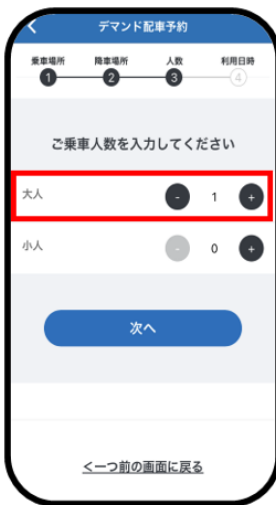 デマンド配車予約
乗車場所 降車場所 人数 利用日時
1 2 3 4
ご乗車人数を入力してください
大人 - 1 +
小人 - 0 +
次へ
<一つ前の画面に戻る